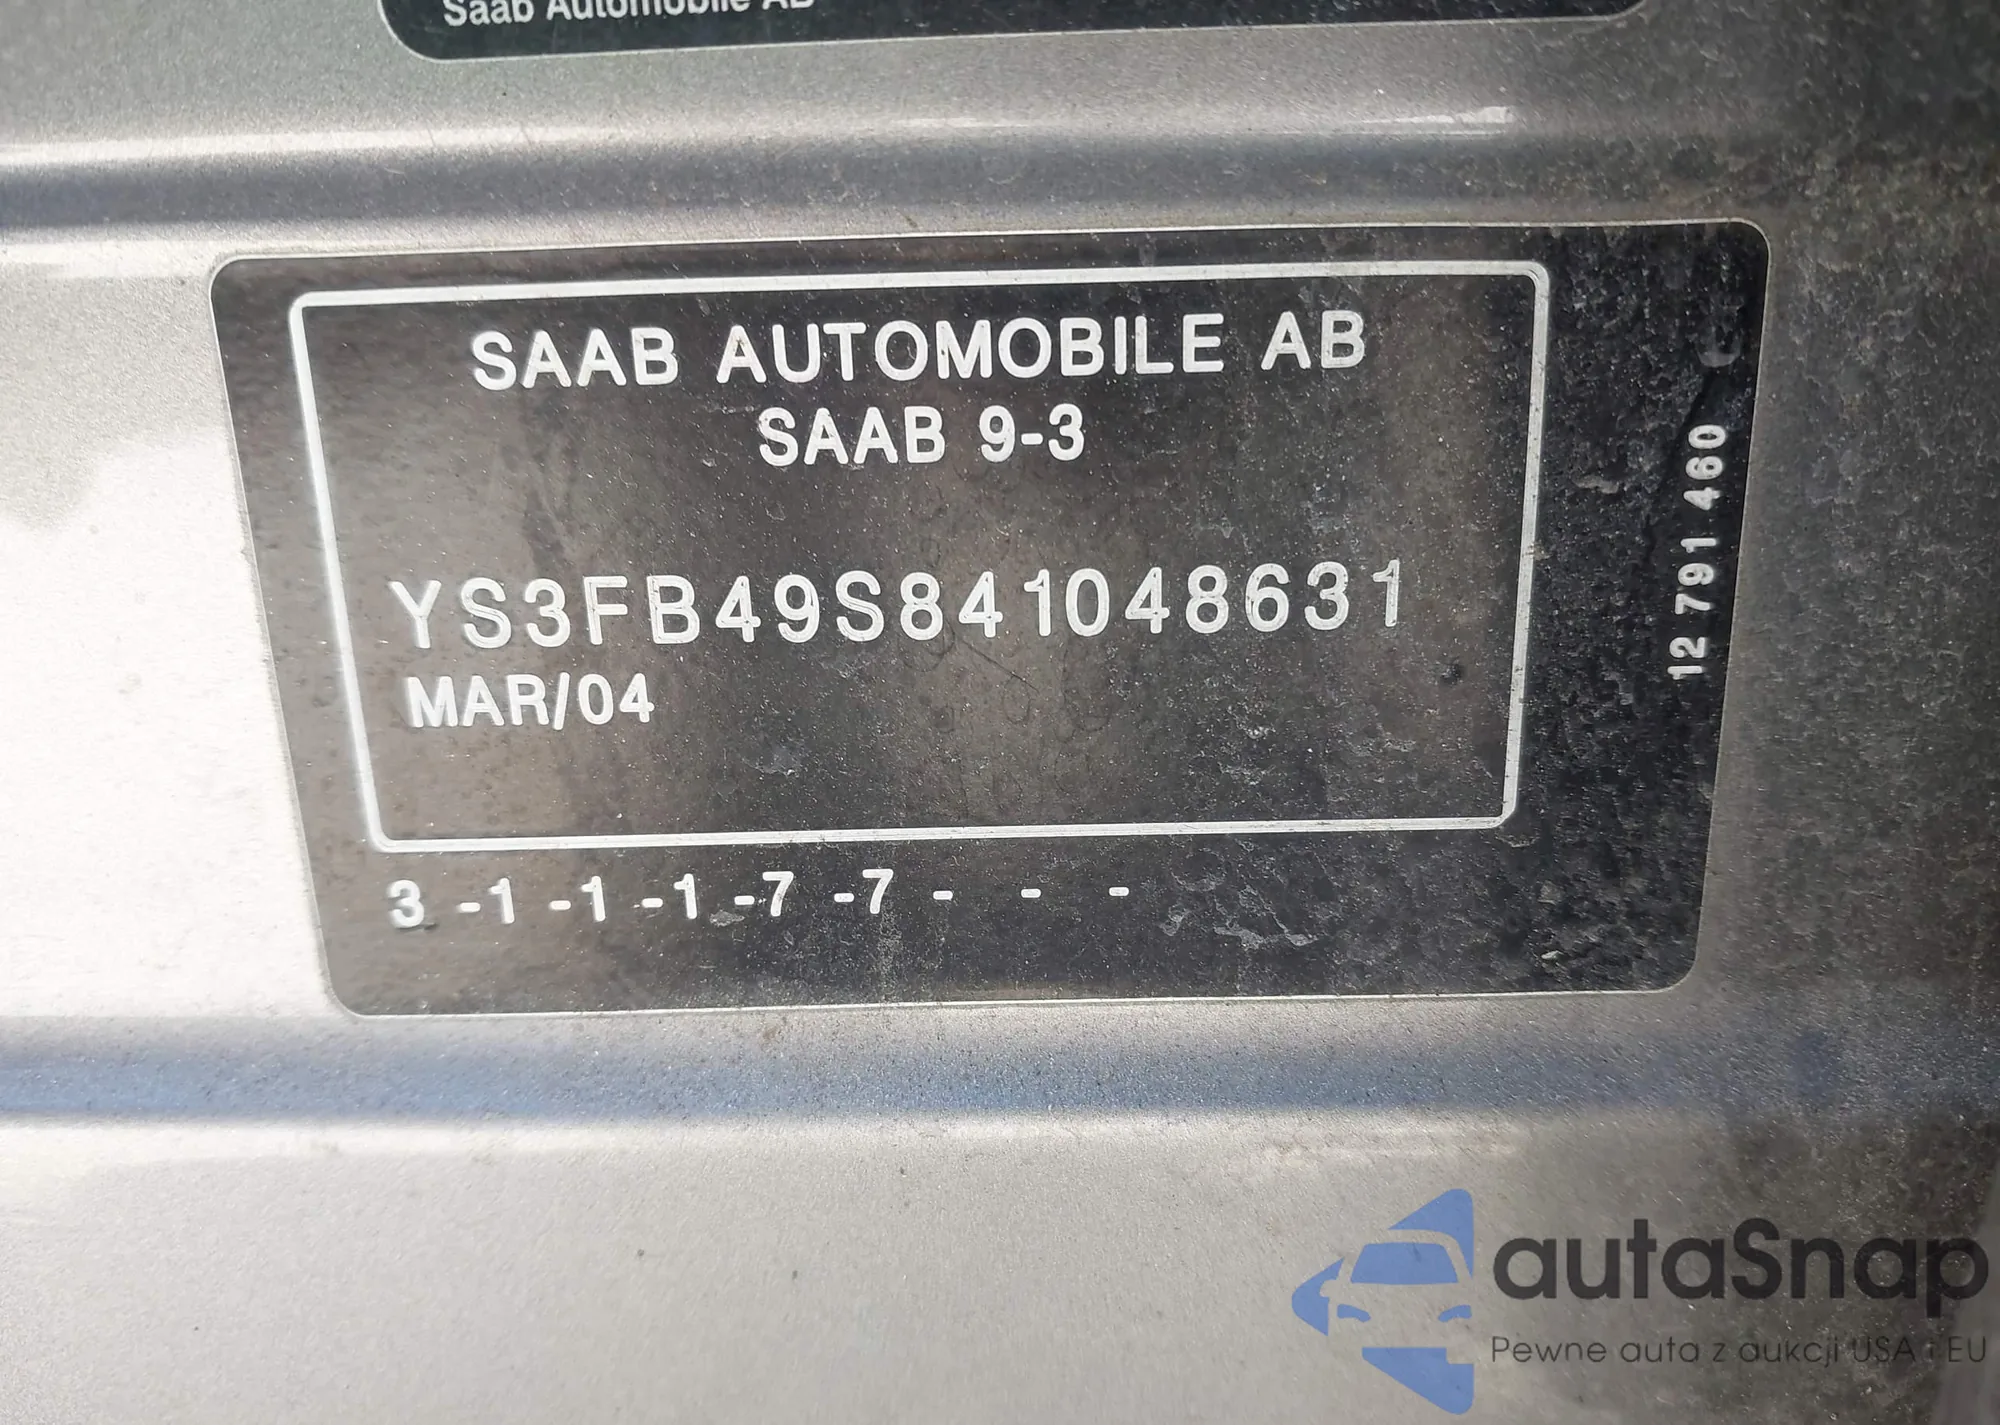 Saab Automobile AB
SAAB AUTOMOBILE AB
SAAB 9-3
YS3FB49S841048631
MAR/04
3 -1 -1 -1 -7 -7 - - -
12 791 460
autaSnap
Pewne auta z aukcji USA i EU